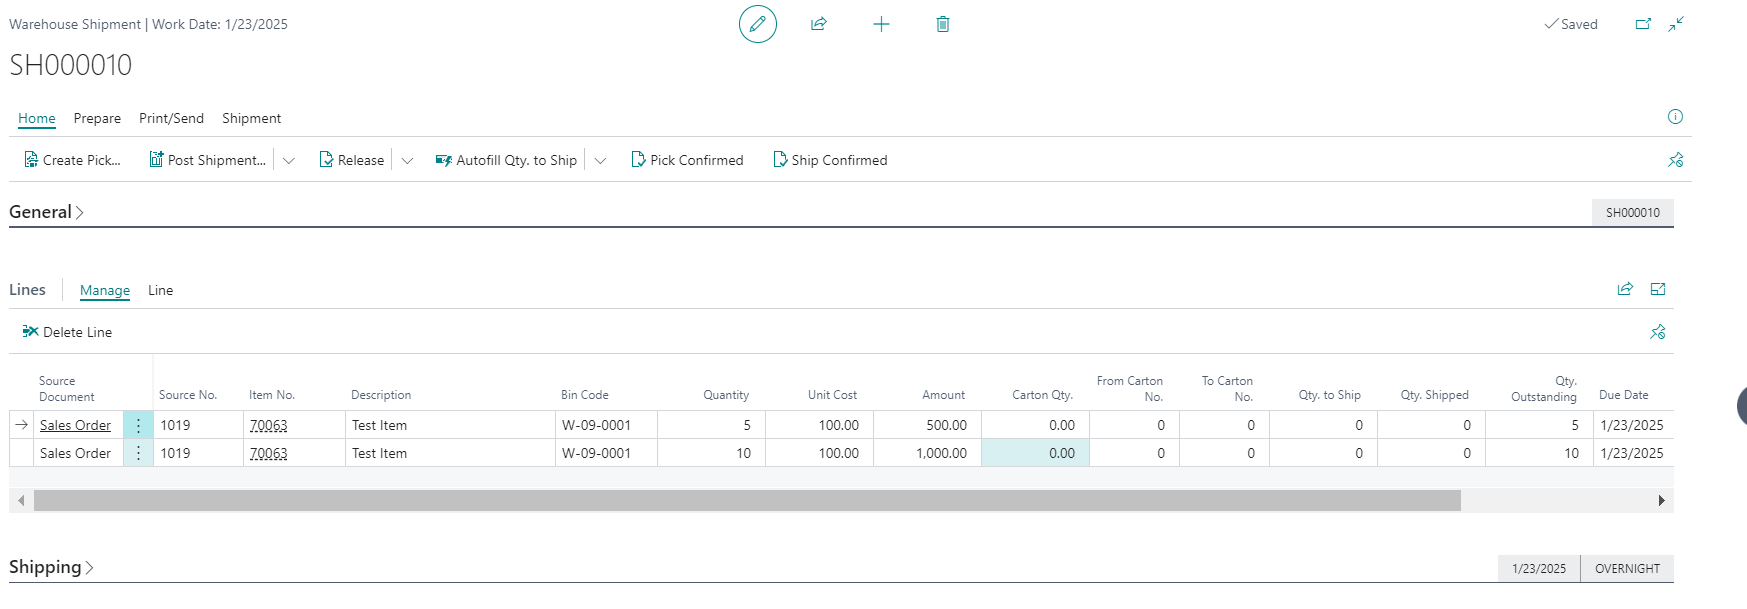 Warehouse Shipment | Work Date: 1/23/2025
Saved
SH000010
Home Prepare Print/Send Shipment
Create Pick... Post Shipment... Release Autofill Qty. to Ship Pick Confirmed Ship Confirmed
General SH000010
Lines Manage Line
Delete Line
Source Document Source No. Item No. Description Bin Code Quantity Unit Cost Amount Carton Qty. From Carton No. To Carton No. Qty. to Ship Qty. Shipped Qty. Outstanding Due Date
Sales Order 1019 70063 Test Item W-09-0001 5 100.00 500.00 0.00 0 0 0 0 5 1/23/2025
Sales Order 1019 70063 Test Item W-09-0001 10 100.00 1,000.00 0.00 0 0 0 0 10 1/23/2025
Shipping 1/23/2025 OVERNIGHT